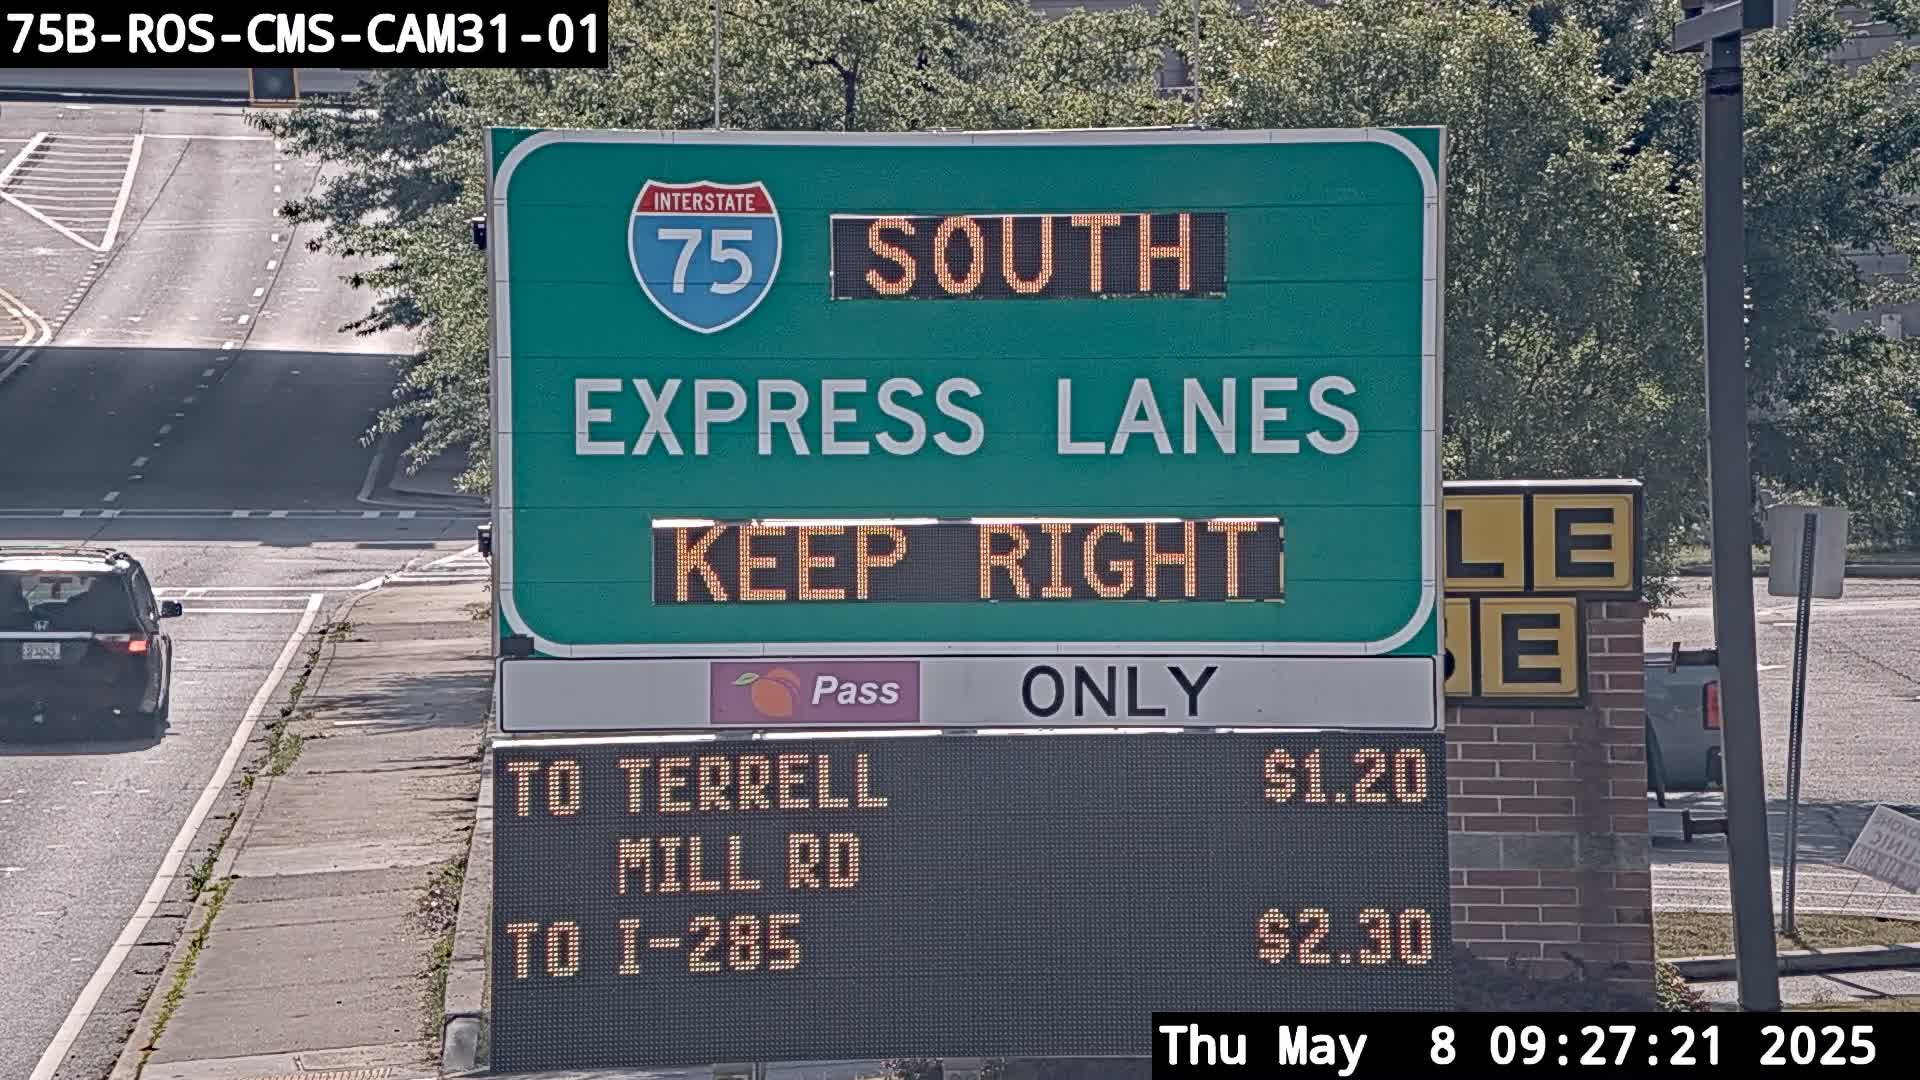 75B-ROS-CMS-CAM31-01
INTERSTATE
75
SOUTH
EXPRESS LANES
KEEP RIGHT
LE
E
Pass ONLY
TO TERRELL $1.20
MILL RD
TO I-285 $2.30
Thu May 8 09:27:21 2025